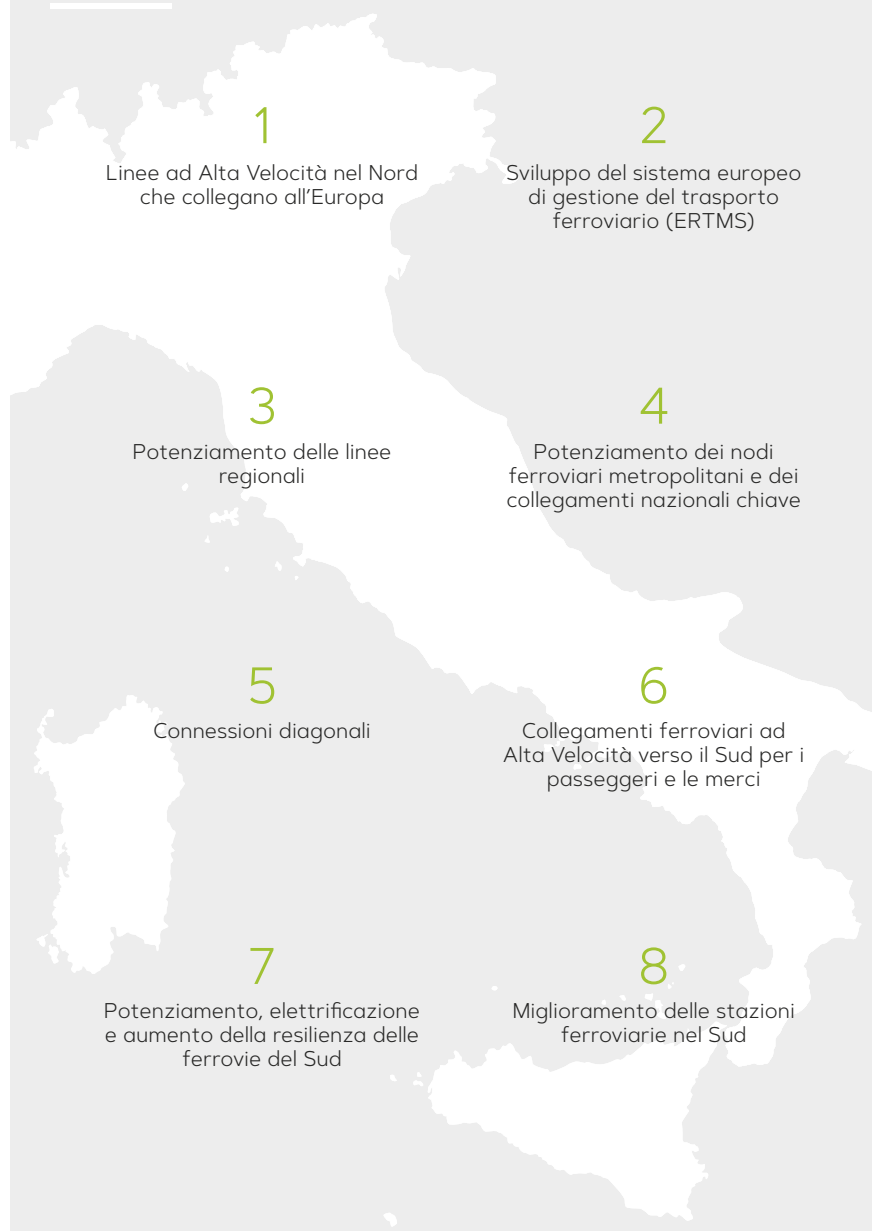 1
Linee ad Alta Velocità nel Nord
che collegano all'Europa
2
Sviluppo del sistema europeo
di gestione del trasporto
ferroviario (ERTMS)
3
Potenziamento delle linee
regionali
4
Potenziamento dei nodi
ferroviari metropolitani e dei
collegamenti nazionali chiave
5
Connessioni diagonali
6
Collegamenti ferroviari ad
Alta Velocità verso il Sud per i
passeggeri e le merci
7
Potenziamento, elettrificazione
e aumento della resilienza delle
ferrovie del Sud
8
Miglioramento delle stazioni
ferroviarie nel Sud